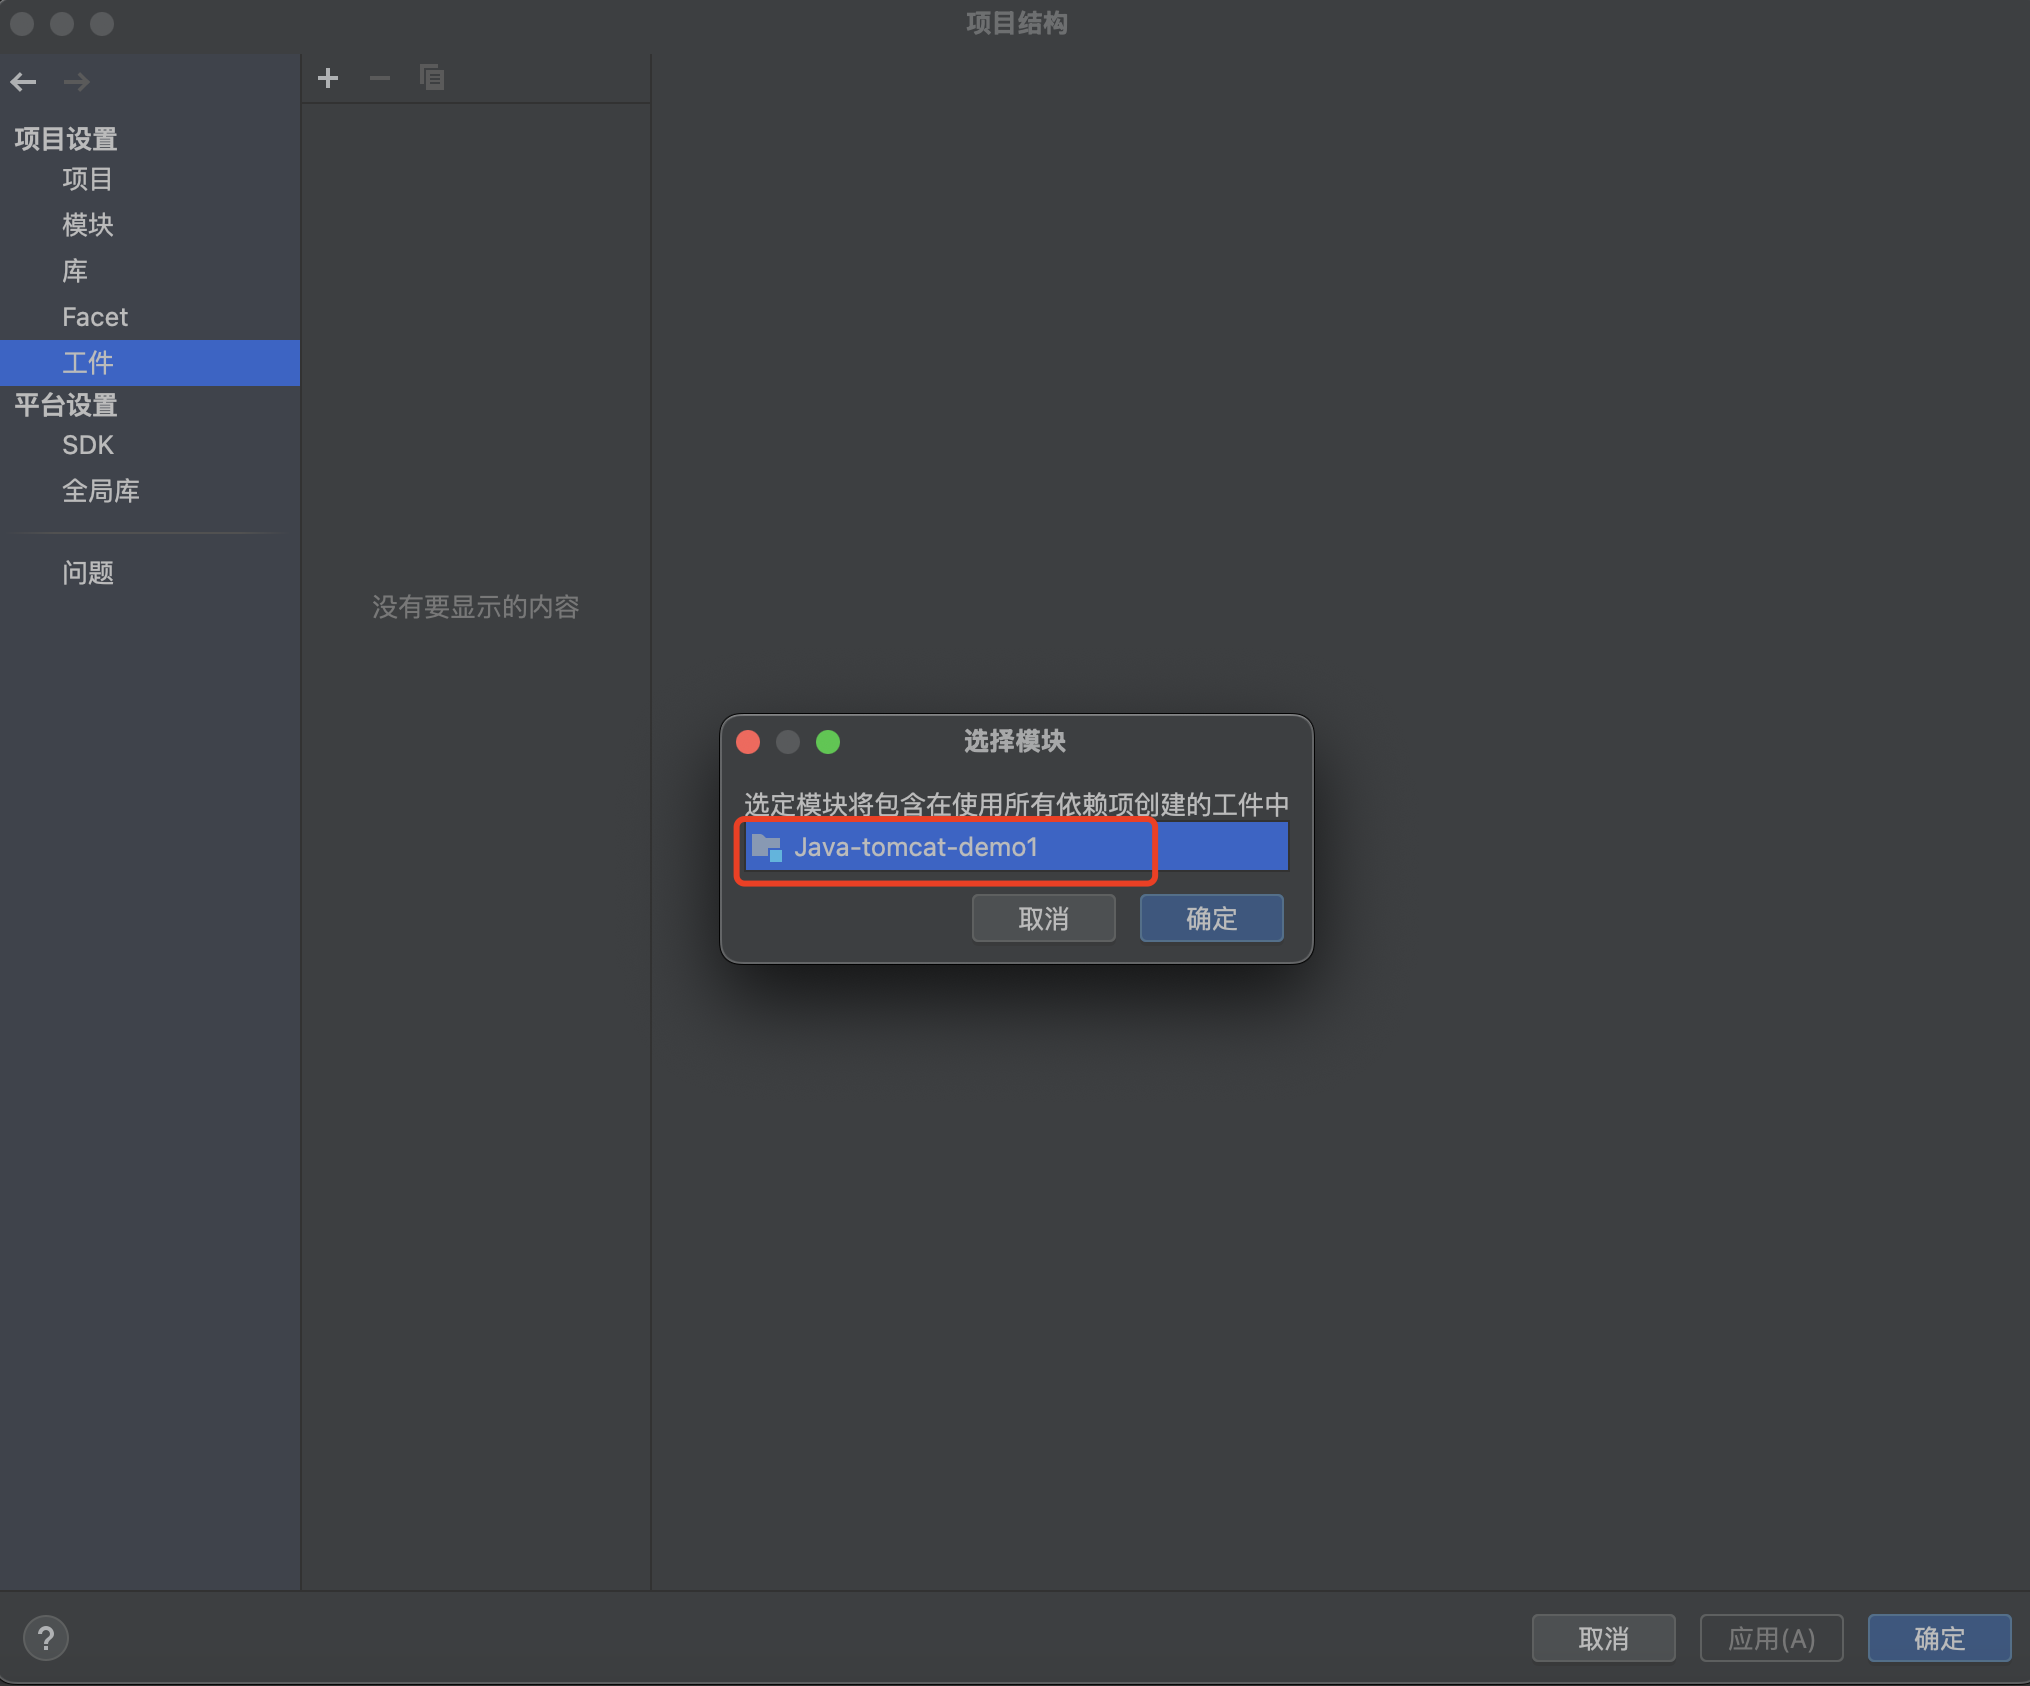 项目结构
项目设置
项目
模块
库
Facet
工件
平台设置
SDK
全局库
问题
没有要显示的内容
选择模块
选定模块将包含在使用所有依赖项创建的工件中
Java-tomcat-demo1
取消
确定
?
取消
应用(A)
确定